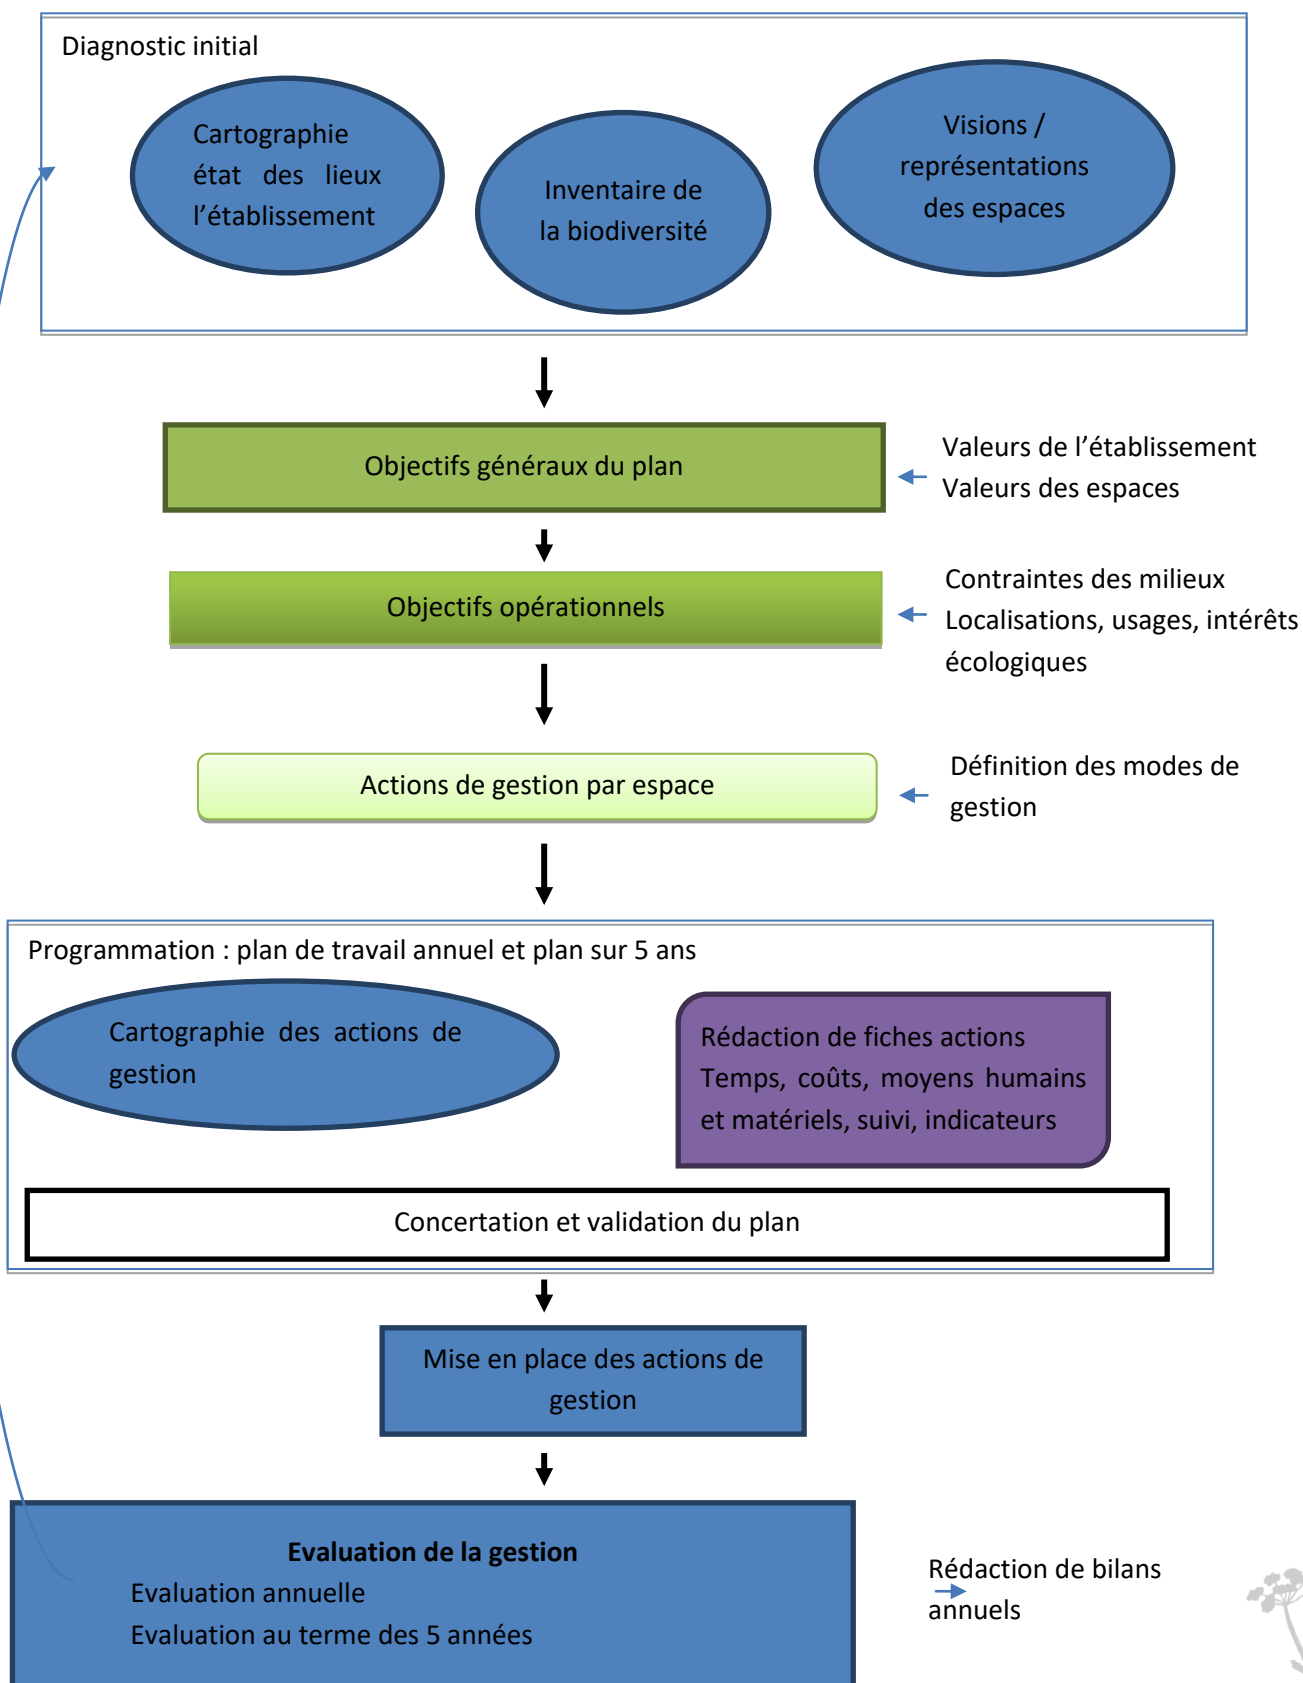 Diagnostic initial
Cartographie
état des lieux
l’établissement
Inventaire de
la biodiversité
Visions /
représentations
des espaces
Objectifs généraux du plan
Valeurs de l’établissement
Valeurs des espaces
Objectifs opérationnels
Contraintes des milieux
Localisations, usages, intérêts
écologiques
Actions de gestion par espace
Définition des modes de
gestion
Programmation : plan de travail annuel et plan sur 5 ans
Cartographie des actions de
gestion
Rédaction de fiches actions
Temps, coûts, moyens humains
et matériels, suivi, indicateurs
Concertation et validation du plan
Mise en place des actions de
gestion
Evaluation de la gestion
Evaluation annuelle
Evaluation au terme des 5 années
Rédaction de bilans
annuels